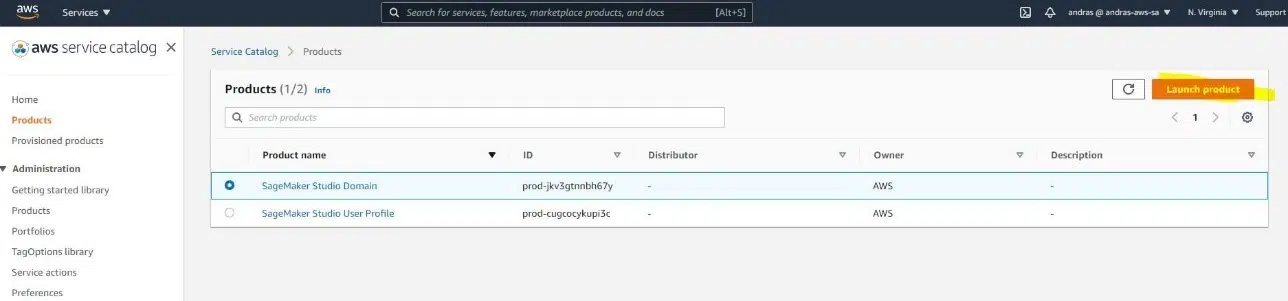 aws
Services
Search for services, features, marketplace products, and docs
[Alt+S]
andras @ andras-aws-sa
N. Virginia
Support
aws service catalog
Service Catalog
Products
Home
Products
Provisioned products
Administration
Getting started library
Products
Portfolios
TagOptions library
Service actions
Preferences
Products (1/2) Info
Launch product
Search products
1
Product name ID Distributor Owner Description
SageMaker Studio Domain prod-jkv3gtnnbh67y - AWS -
SageMaker Studio User Profile prod-cugcocykupi3c - AWS -